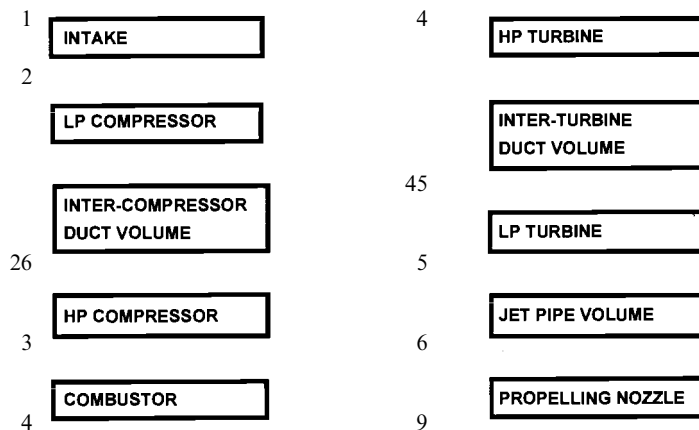 1
INTAKE
2
LP COMPRESSOR
INTER-COMPRESSOR
DUCT VOLUME
26
HP COMPRESSOR
3
COMBUSTOR
4
4
HP TURBINE
INTER-TURBINE
DUCT VOLUME
45
LP TURBINE
5
JET PIPE VOLUME
6
PROPELLING NOZZLE
9